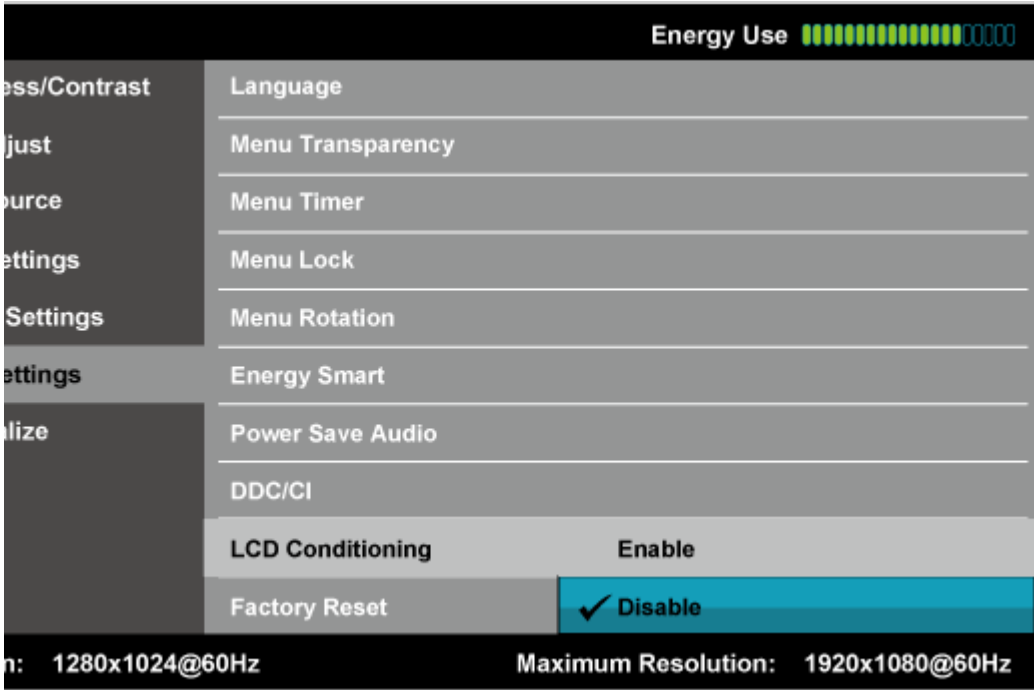 Energy Use
ess/Contrast
just
ource
ettings
Settings
ettings
lize
Language
Menu Transparency
Menu Timer
Menu Lock
Menu Rotation
Energy Smart
Power Save Audio
DDC/CI
LCD Conditioning Enable
Factory Reset Disable
n: 1280x1024@60Hz Maximum Resolution: 1920x1080@60Hz